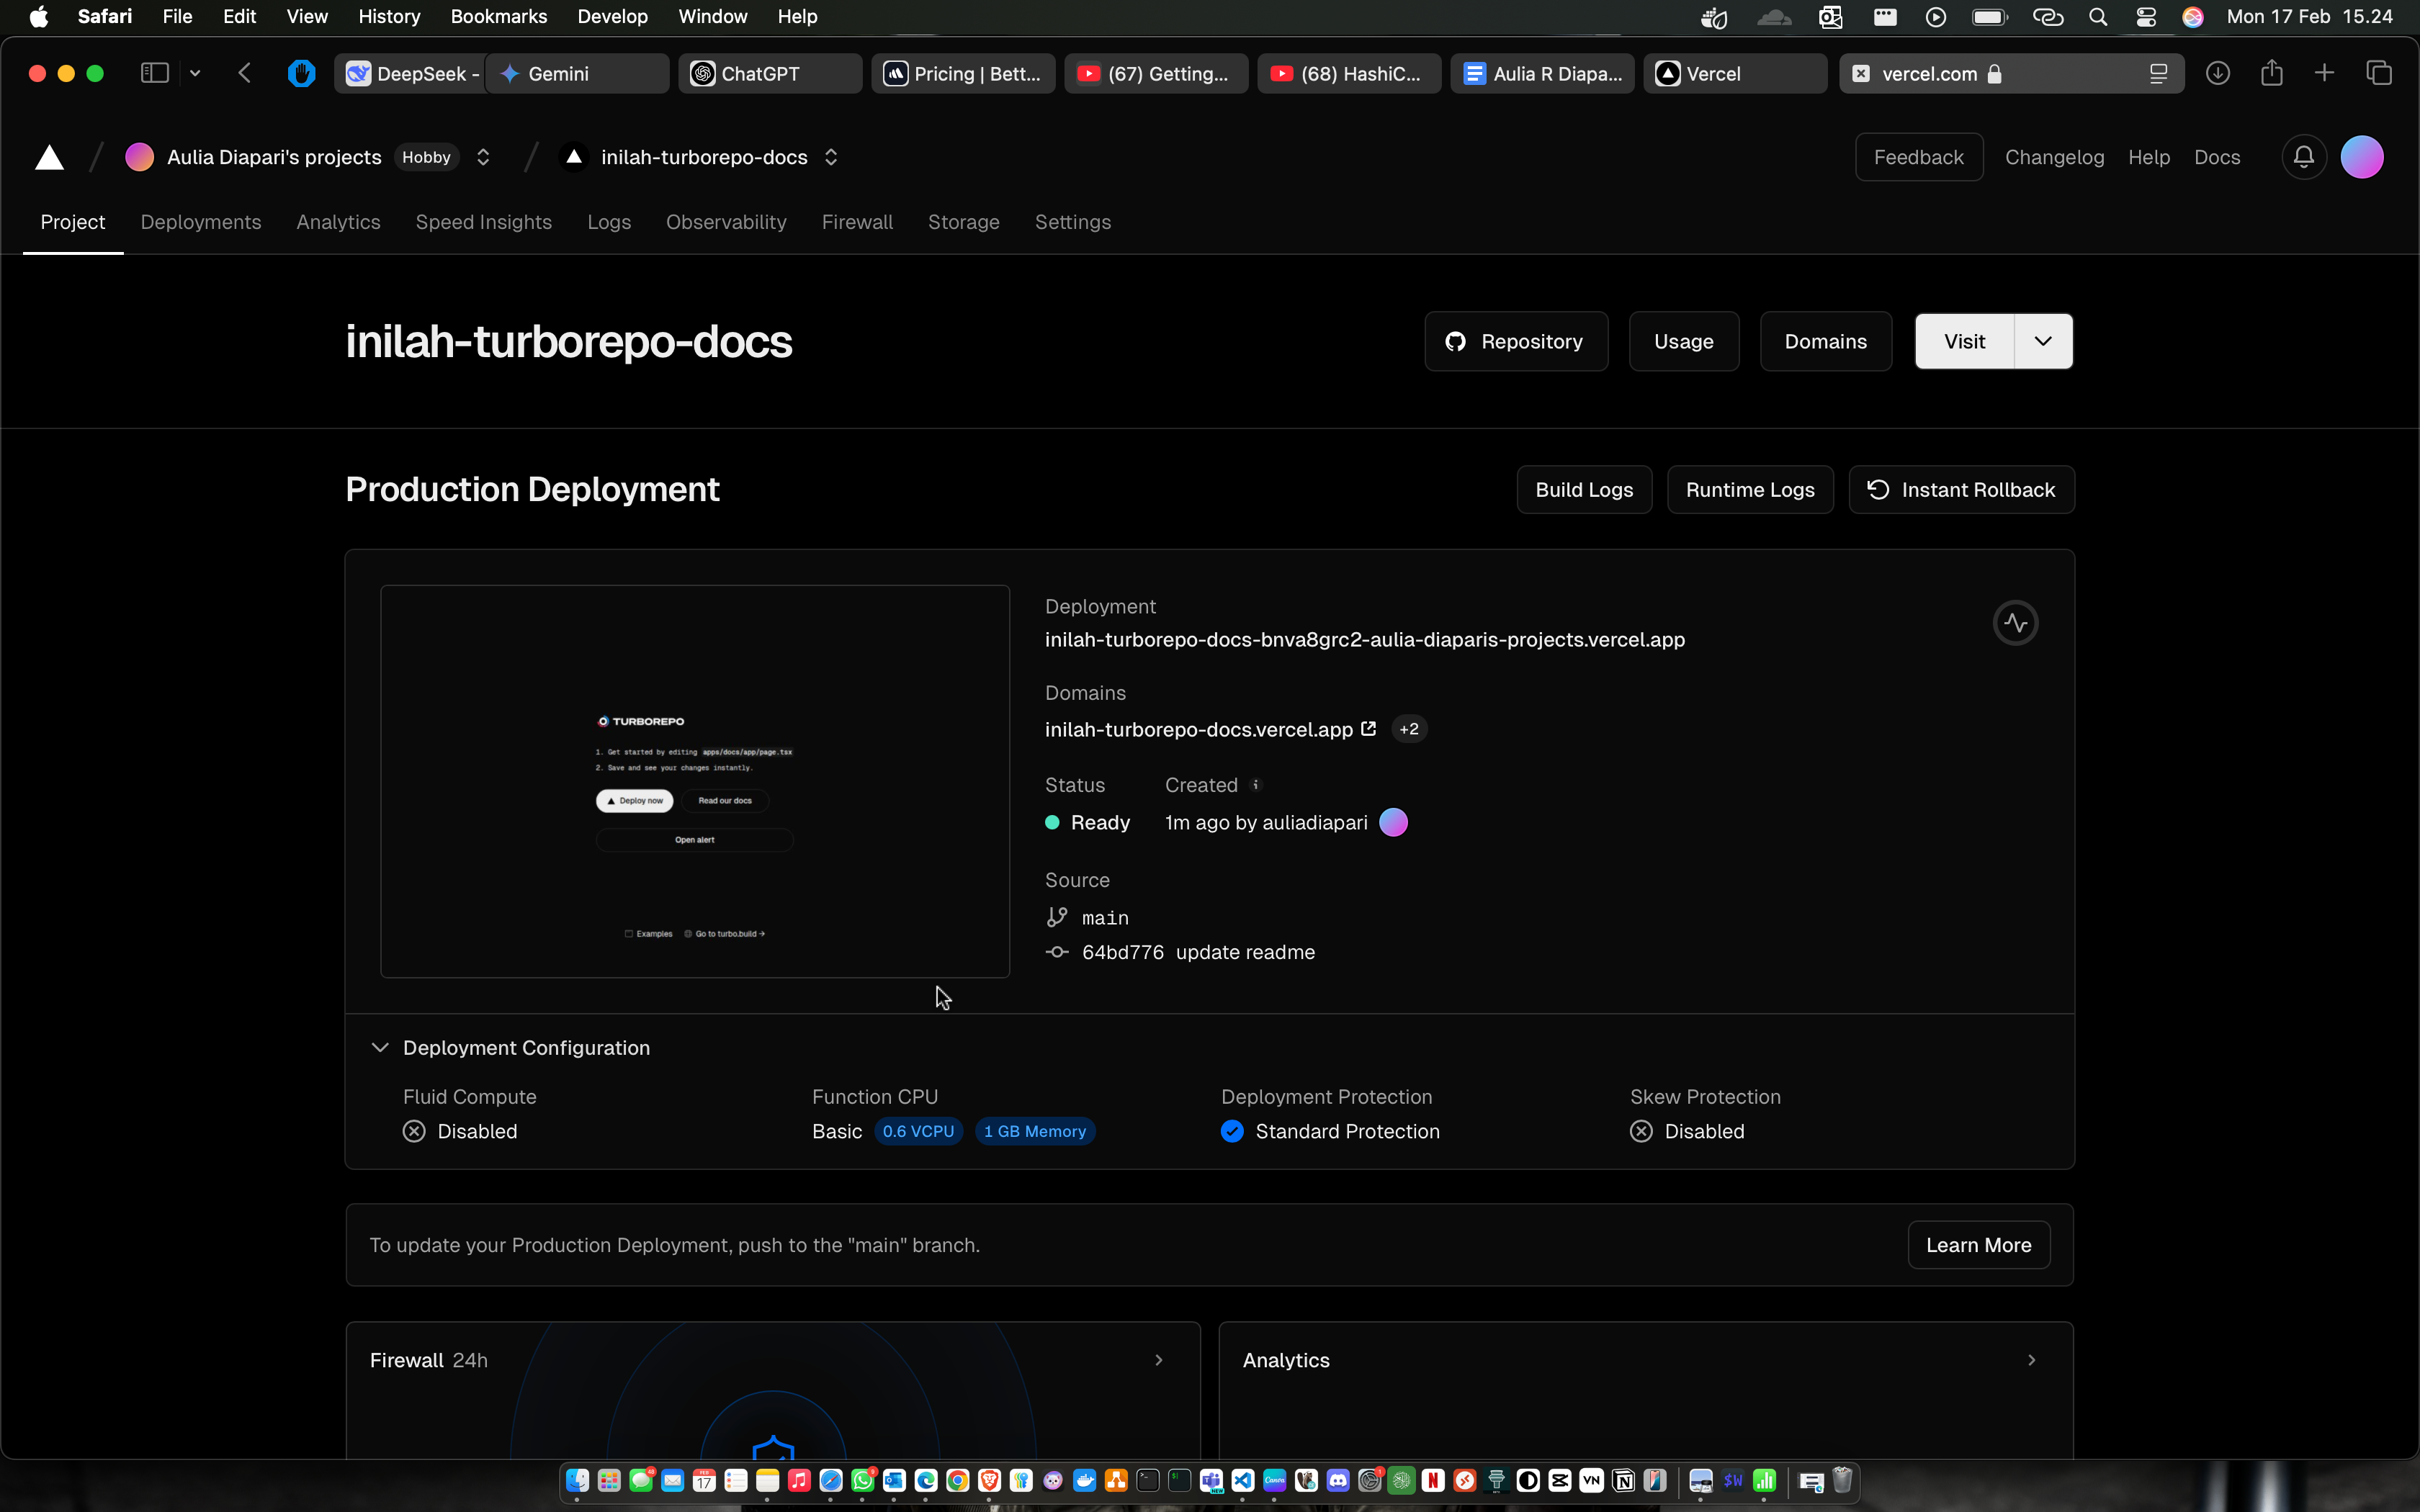 Safari File Edit View History Bookmarks Develop Window Help Mon 17 Feb 15.24
DeepSeek - Gemini ChatGPT Pricing | Bett... (67) Getting... (68) HashiC... Aulia R Diapa... Vercel vercel.com
Aulia Diapari's projects Hobby inilah-turborepo-docs Feedback Changelog Help Docs
Project Deployments Analytics Speed Insights Logs Observability Firewall Storage Settings
inilah-turborepo-docs Repository Usage Domains Visit
Production Deployment Build Logs Runtime Logs Instant Rollback
TURBOREPO
1. Get started by editing apps/docs/app/page.tsx
2. Save and see your changes instantly.
Deploy now Read our docs
Open alert
Examples Go to turbo.build →
Deployment
inilah-turborepo-docs-bnva8grc2-aulia-diaparis-projects.vercel.app
Domains
inilah-turborepo-docs.vercel.app +2
Status Created
Ready 1m ago by auliadiapari
Source
main
64bd776 update readme
Deployment Configuration
Fluid Compute Function CPU Deployment Protection Skew Protection
Disabled Basic 0.6 VCPU 1 GB Memory Standard Protection Disabled
To update your Production Deployment, push to the "main" branch. Learn More
Firewall 24h Analytics